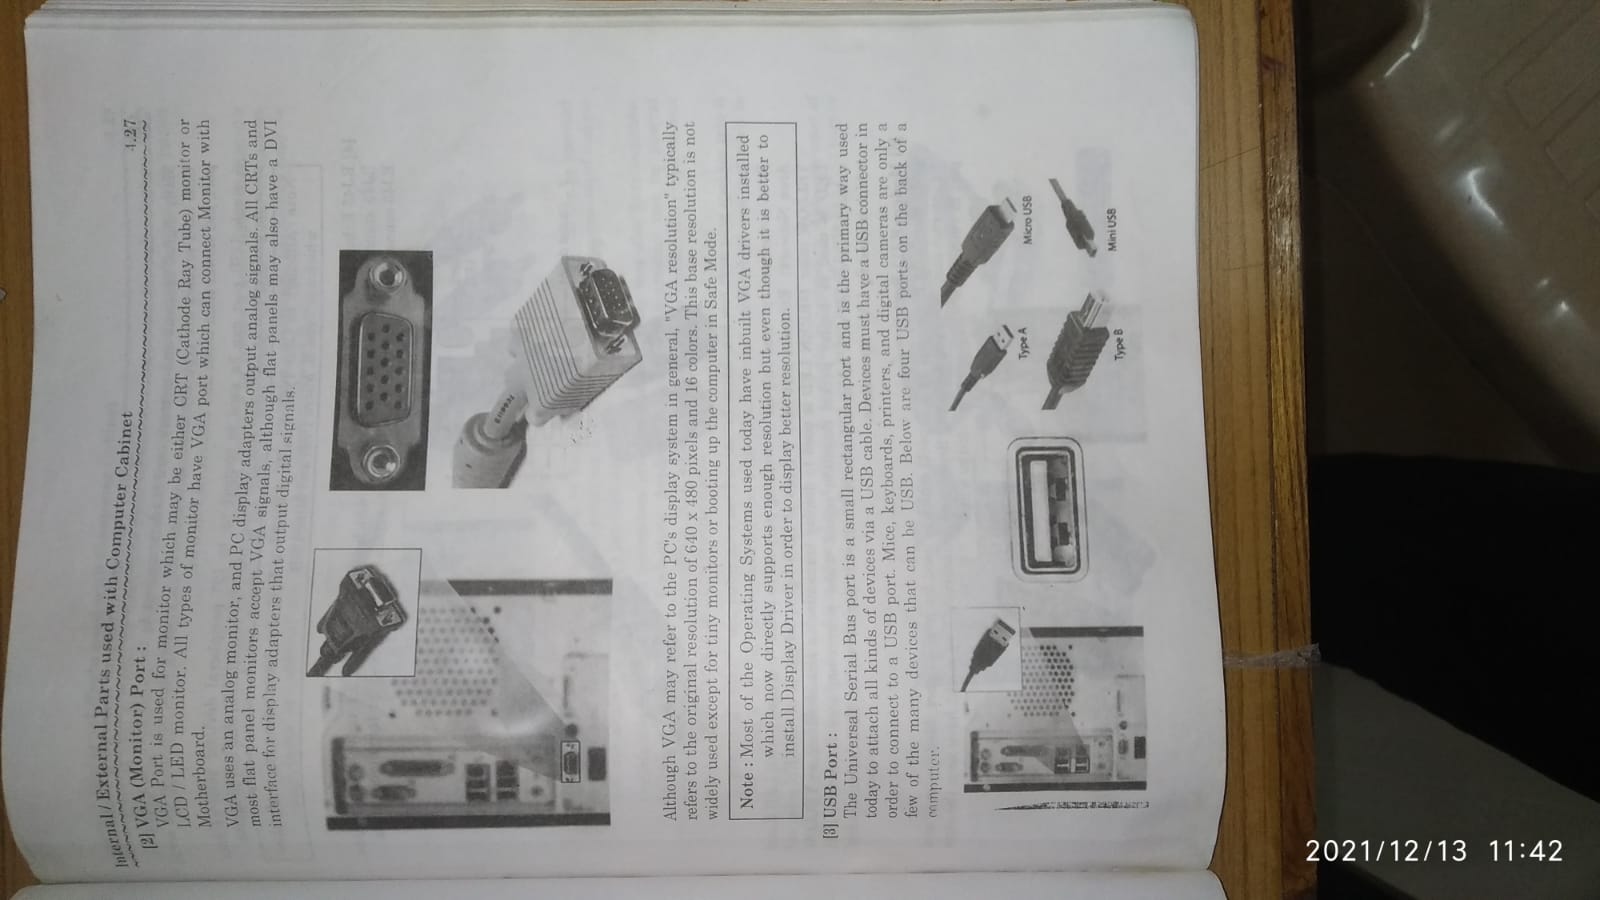 Internal / External Parts used with Computer Cabinet 4.27
[2] VGA (Monitor) Port :
VGA Port is used for monitor which may be either CRT (Cathode Ray Tube) monitor or
LCD / LED monitor. All types of monitor have VGA port which can connect Monitor with
Motherboard.
VGA uses an analog monitor, and PC display adapters output analog signals. All CRTs and
most flat panel monitors accept VGA signals, although flat panels may also have a DVI
interface for display adapters that output digital signals.
Although VGA may refer to the PC's display system in general, "VGA resolution" typically
refers to the original resolution of 640 x 480 pixels and 16 colors. This base resolution is not
widely used except for tiny monitors or booting up the computer in Safe Mode.
Note : Most of the Operating Systems used today have inbuilt VGA drivers installed
which now directly supports enough resolution but even though it is better to
install Display Driver in order to display better resolution.
[3] USB Port :
The Universal Serial Bus port is a small rectangular port and is the primary way used
today to attach all kinds of devices via a USB cable. Devices must have a USB connector in
order to connect to a USB port. Mice, keyboards, printers, and digital cameras are only a
few of the many devices that can be USB. Below are four USB ports on the back of a
computer.
Type A
Micro USB
Type B
Mini USB
2021/12/13 11:42